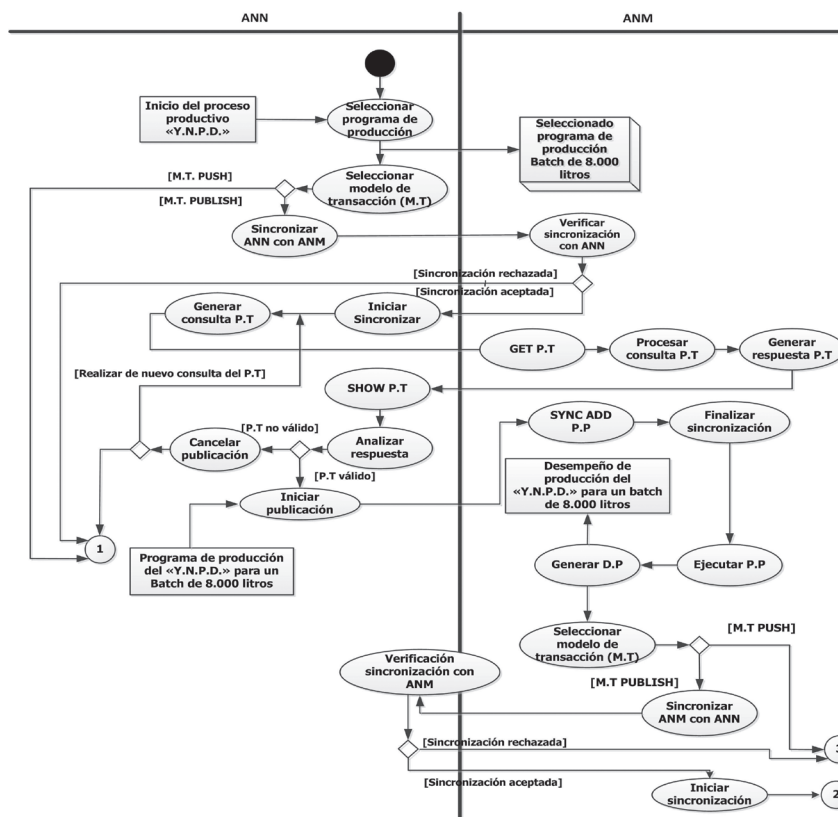 ANN
ANM
Inicio del proceso
productivo
«Y.N.P.D.»
Seleccionar
programa de
producción
Seleccionado
programa de
producción
Batch de 8.000
litros
[M.T. PUSH]
[M.T. PUBLISH]
Seleccionar
modelo de
transacción (M.T)
Sincronizar
ANN con ANM
Verificar
sincronización
con ANN
[Sincronización rechazada]
[Sincronización aceptada]
Generar
consulta P.T
Iniciar
Sincronizar
GET P.T
Procesar
consulta P.T
Generar
respuesta P.T
[Realizar de nuevo consulta del P.T]
SHOW P.T
[P.T no válido]
Cancelar
publicación
Analizar
respuesta
SYNC ADD
P.P
Finalizar
sincronización
[P.T válido]
Iniciar
publicación
Desempeño de
producción del
«Y.N.P.D.» para un batch
de 8.000 litros
1
Programa de producción
del «Y.N.P.D.» para un
Batch de 8.000 litros
Generar D.P
Ejecutar P.P
Seleccionar
modelo de
transacción (M.T)
[M.T PUSH]
[M.T PUBLISH]
Verificación
sincronización con
ANM
Sincronizar
ANM con ANN
[Sincronización rechazada]
3
[Sincronización aceptada]
Iniciar
sincronización
2